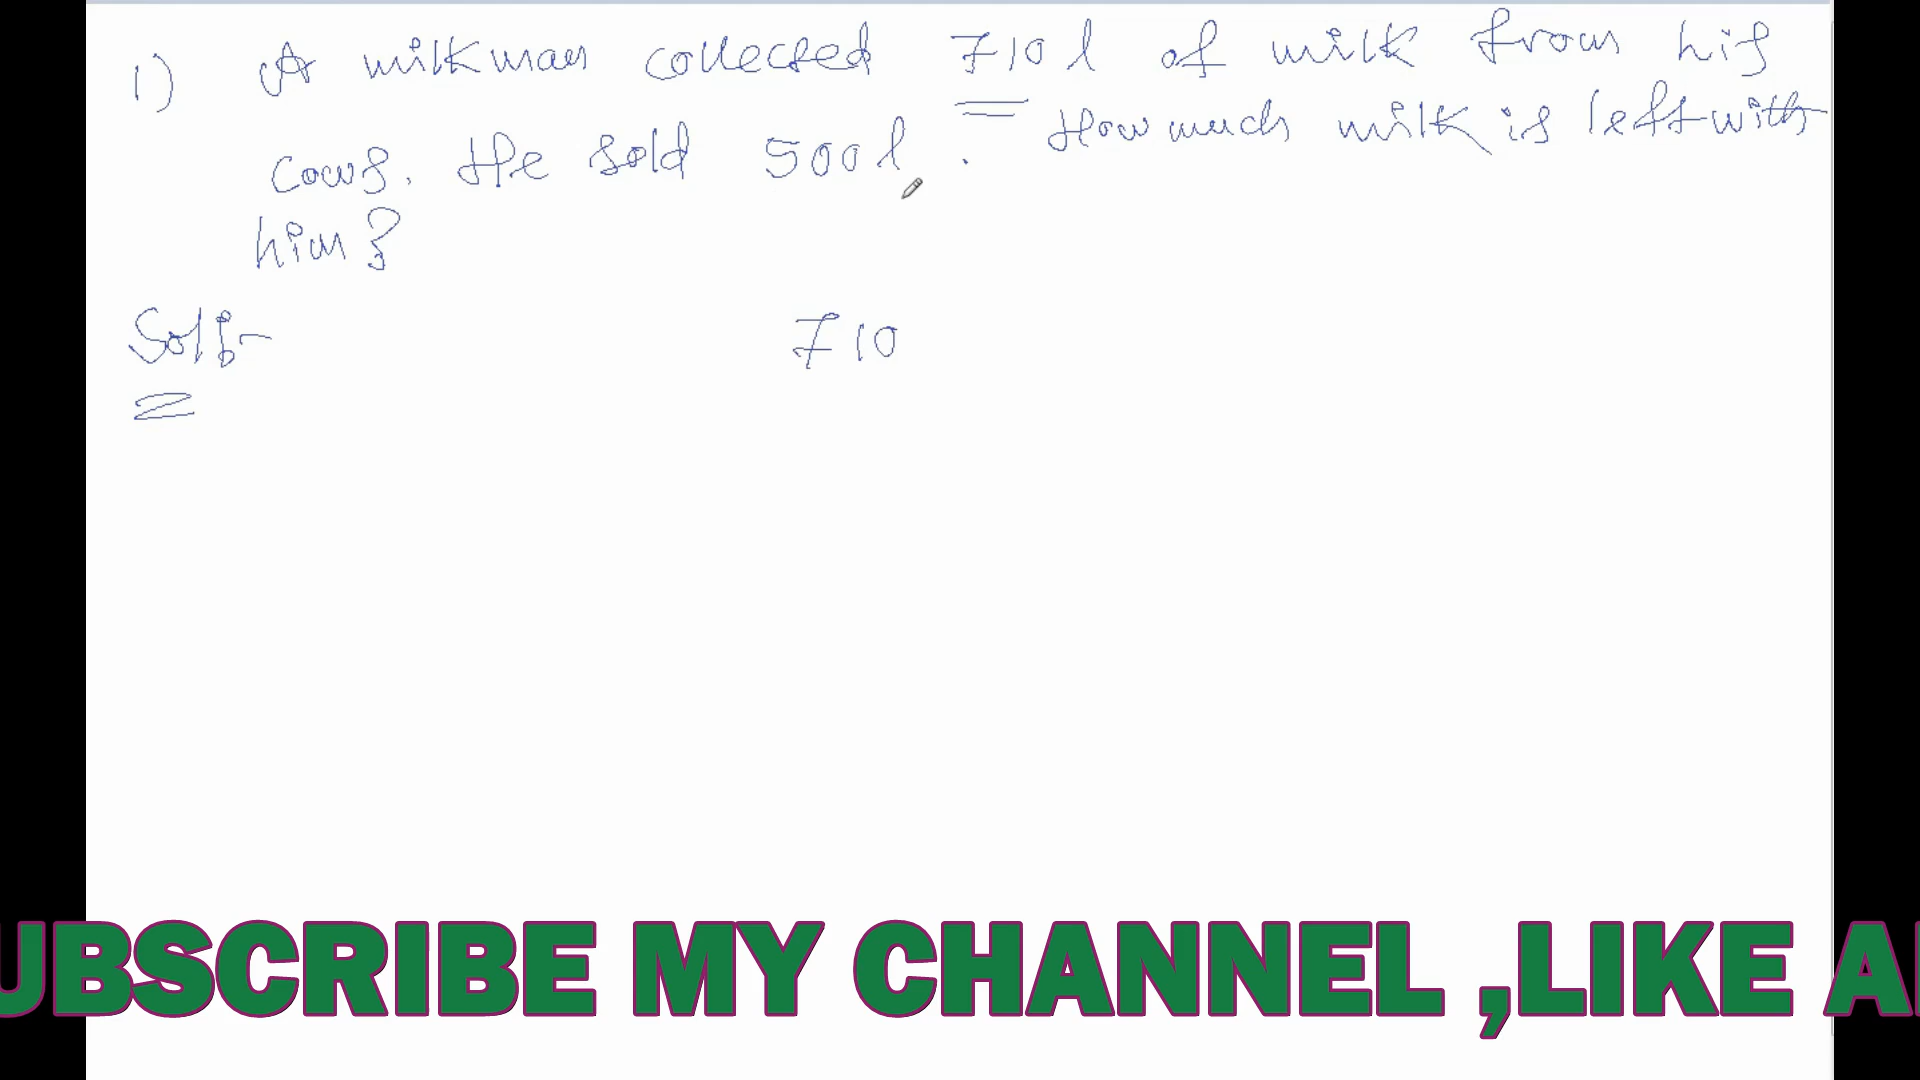 1) A milkman collected 710 l of milk from his
cows. He sold 500 l. How much milk is left with
him?
Sol:-
710
UBSCRIBE MY CHANNEL ,LIKE A